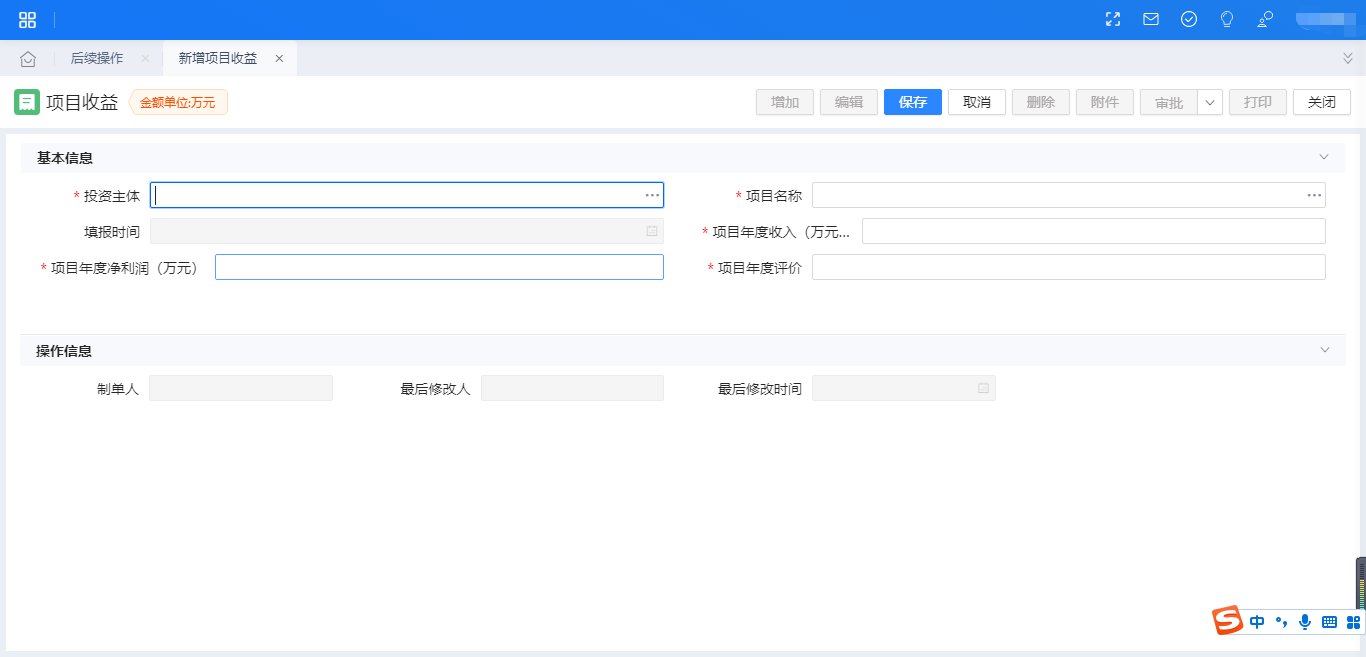 后续操作 新增项目收益
项目收益 金额单位:万元 增加 编辑 保存 取消 删除 附件 审批 打印 关闭
基本信息
* 投资主体 * 项目名称
填报时间 * 项目年度收入（万元...
* 项目年度净利润（万元） * 项目年度评价
操作信息
制单人 最后修改人 最后修改时间
中